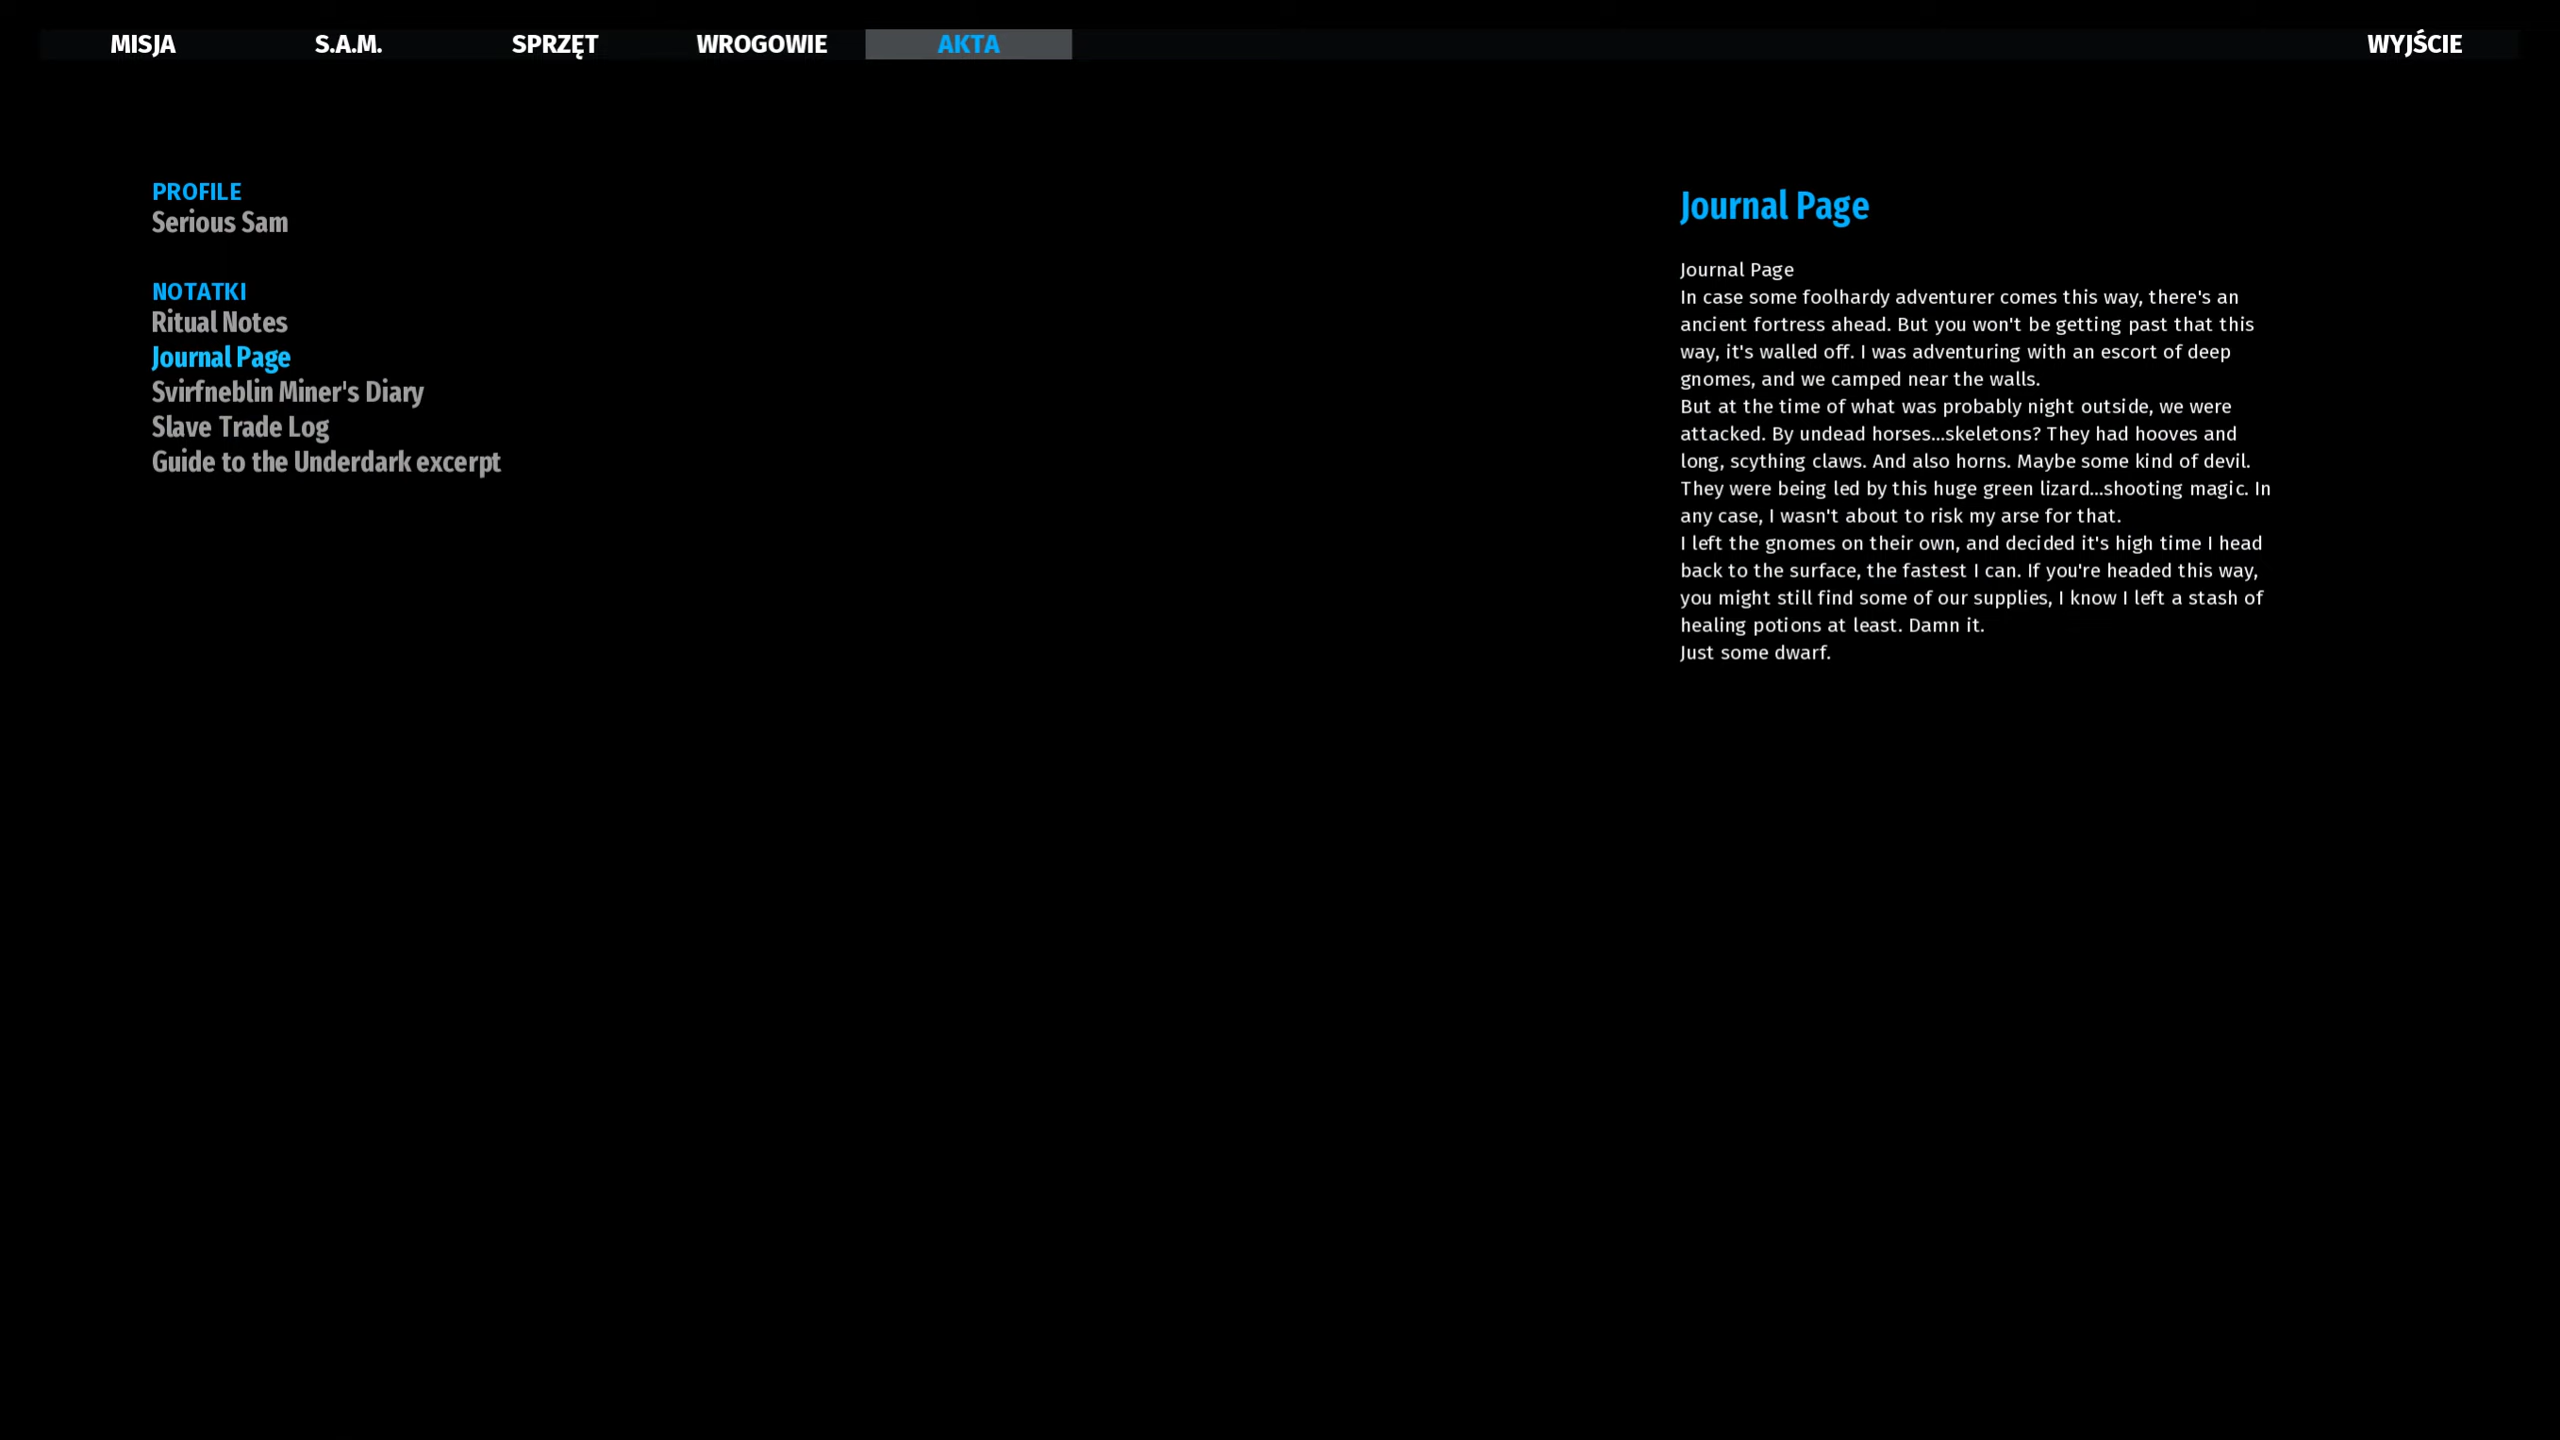 MISJA
S.A.M.
SPRZĘT
WROGOWIE
AKTA
WYJŚCIE
PROFILE
Serious Sam
NOTATKI
Ritual Notes
Journal Page
Svirfneblin Miner's Diary
Slave Trade Log
Guide to the Underdark excerpt
Journal Page
Journal Page
In case some foolhardy adventurer comes this way, there's an
ancient fortress ahead. But you won't be getting past that this
way, it's walled off. I was adventuring with an escort of deep
gnomes, and we camped near the walls.
But at the time of what was probably night outside, we were
attacked. By undead horses...skeletons? They had hooves and
long, scything claws. And also horns. Maybe some kind of devil.
They were being led by this huge green lizard...shooting magic. In
any case, I wasn't about to risk my arse for that.
I left the gnomes on their own, and decided it's high time I head
back to the surface, the fastest I can. If you're headed this way,
you might still find some of our supplies, I know I left a stash of
healing potions at least. Damn it.
Just some dwarf.